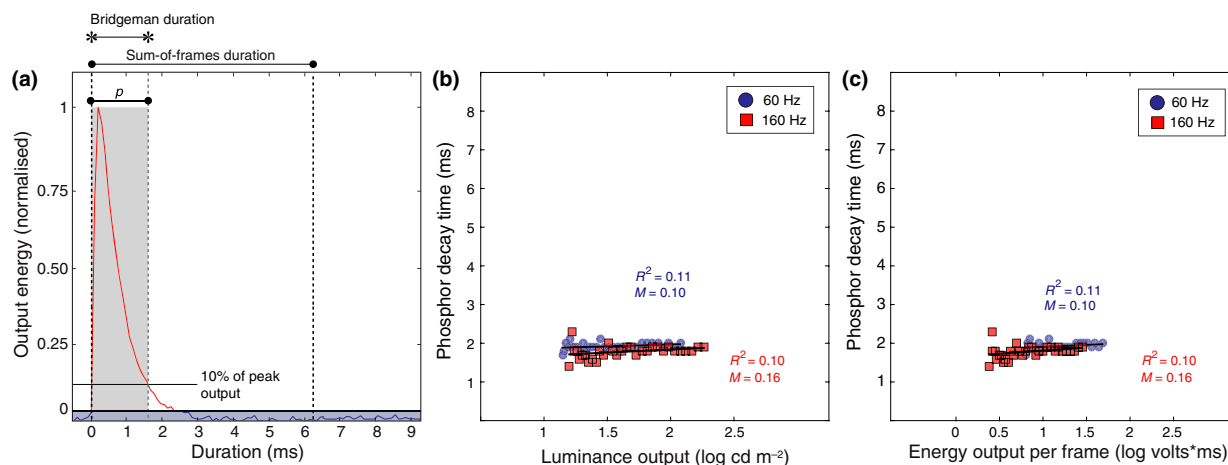 Bridgeman duration
Sum-of-frames duration
(a)
p
1
0.75
0.50
0.25
0
Output energy (normalised)
10% of peak
output
0 1 2 3 4 5 6 7 8 9
Duration (ms)
(b)
60 Hz
160 Hz
8
7
6
5
4
3
2
1
Phosphor decay time (ms)
R² = 0.11
M = 0.10
R² = 0.10
M = 0.16
1 1.5 2 2.5
Luminance output (log cd m⁻²)
(c)
60 Hz
160 Hz
8
7
6
5
4
3
2
1
Phosphor decay time (ms)
R² = 0.11
M = 0.10
R² = 0.10
M = 0.16
0 0.5 1 1.5 2 2.5
Energy output per frame (log volts*ms)